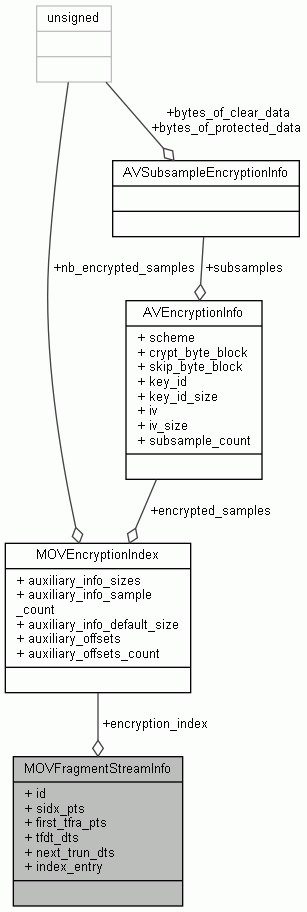 unsigned
+bytes_of_clear_data
+bytes_of_protected_data
AVSubsampleEncryptionInfo
+nb_encrypted_samples
+subsamples
AVEncryptionInfo
+ scheme
+ crypt_byte_block
+ skip_byte_block
+ key_id
+ key_id_size
+ iv
+ iv_size
+ subsample_count
+encrypted_samples
MOVEncryptionIndex
+ auxiliary_info_sizes
+ auxiliary_info_sample
_count
+ auxiliary_info_default_size
+ auxiliary_offsets
+ auxiliary_offsets_count
+encryption_index
MOVFragmentStreamInfo
+ id
+ sidx_pts
+ first_tfra_pts
+ tfdt_dts
+ next_trun_dts
+ index_entry